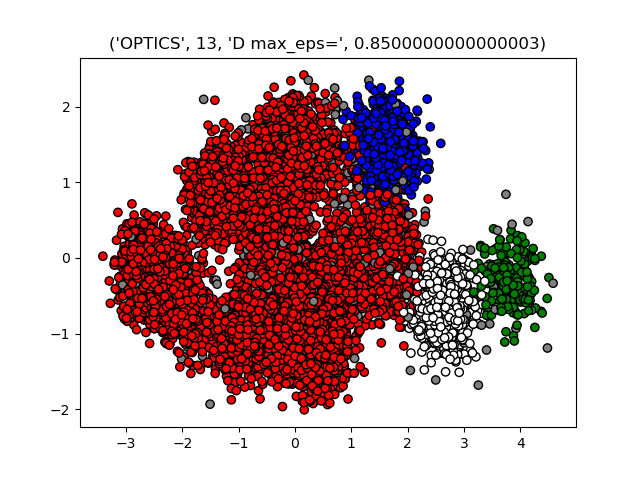 ('OPTICS', 13, 'D max_eps=', 0.8500000000000003)
2
1
0
−1
−2
−3 −2 −1 0 1 2 3 4